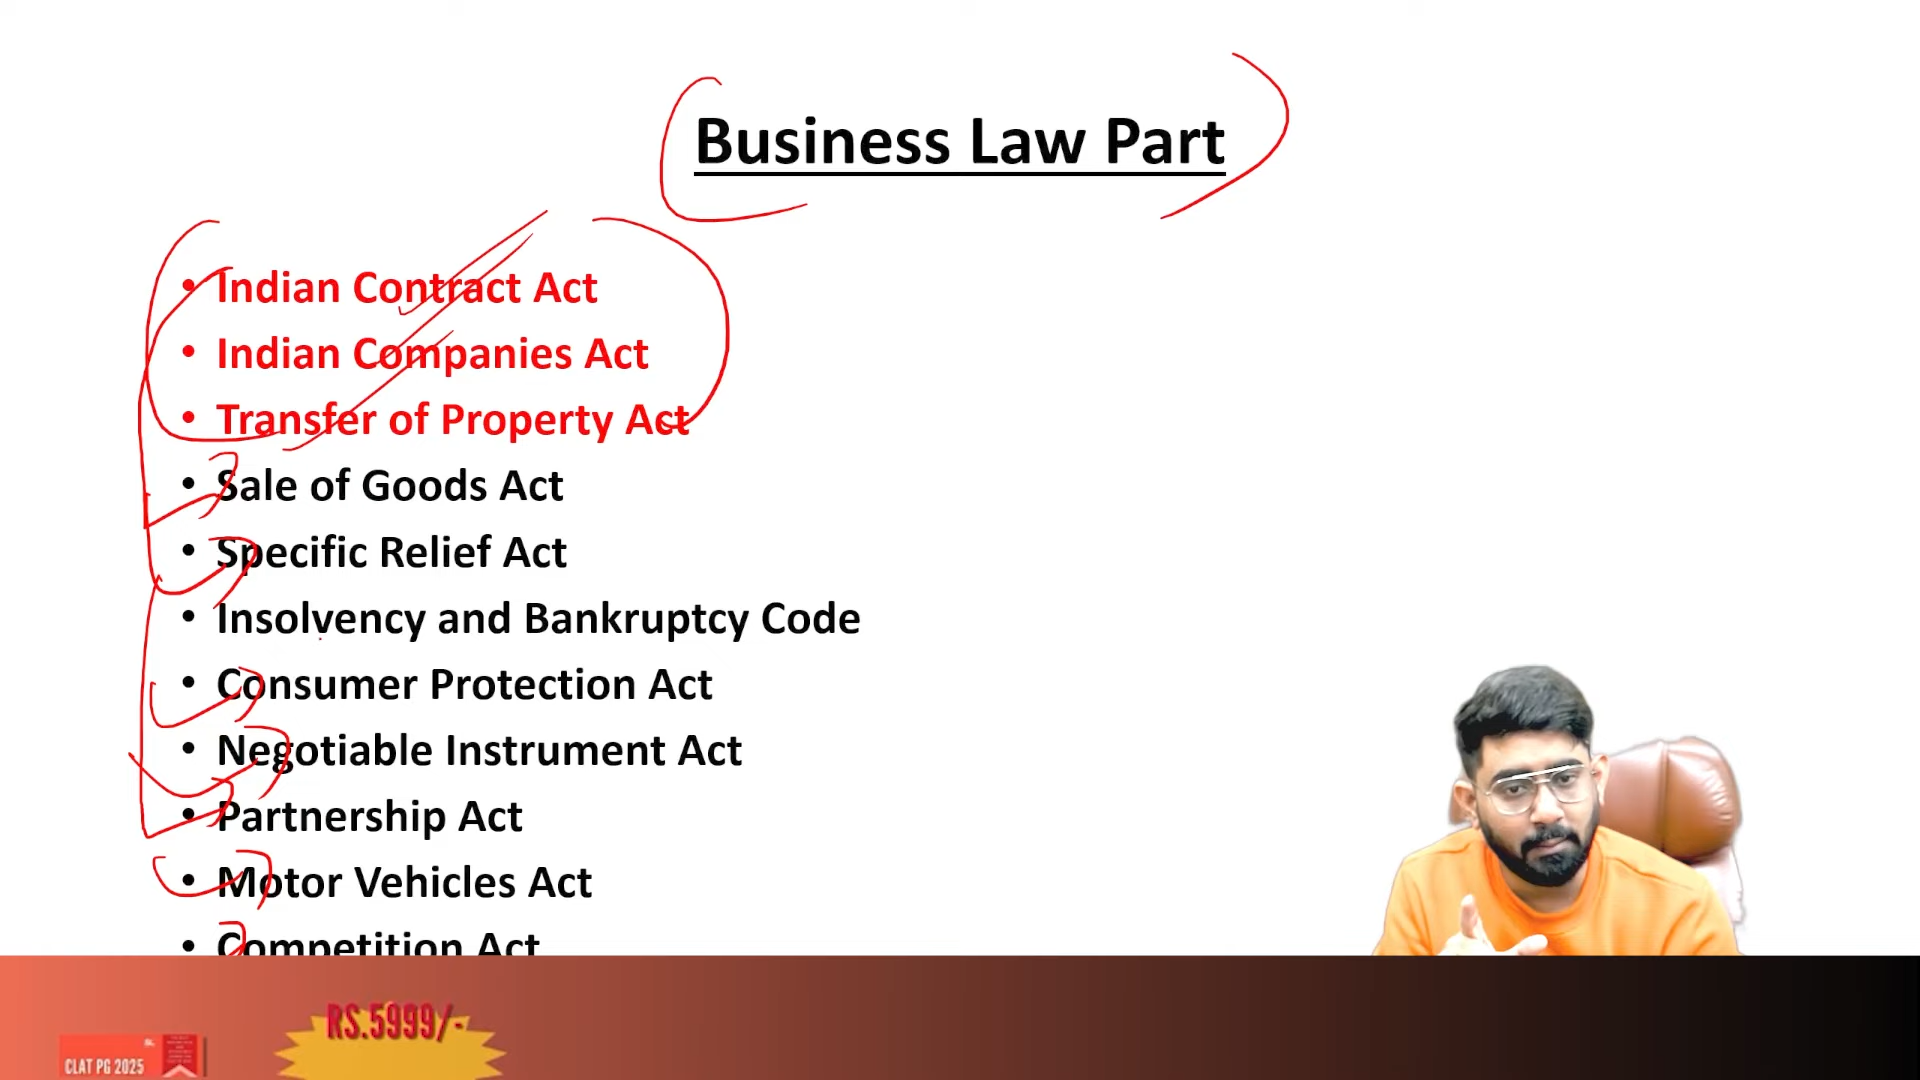 Business Law Part
• Indian Contract Act
• Indian Companies Act
• Transfer of Property Act
• Sale of Goods Act
• Specific Relief Act
• Insolvency and Bankruptcy Code
• Consumer Protection Act
• Negotiable Instrument Act
• Partnership Act
• Motor Vehicles Act
• Competition Act
RS.5999/-
CLAT PG 2025